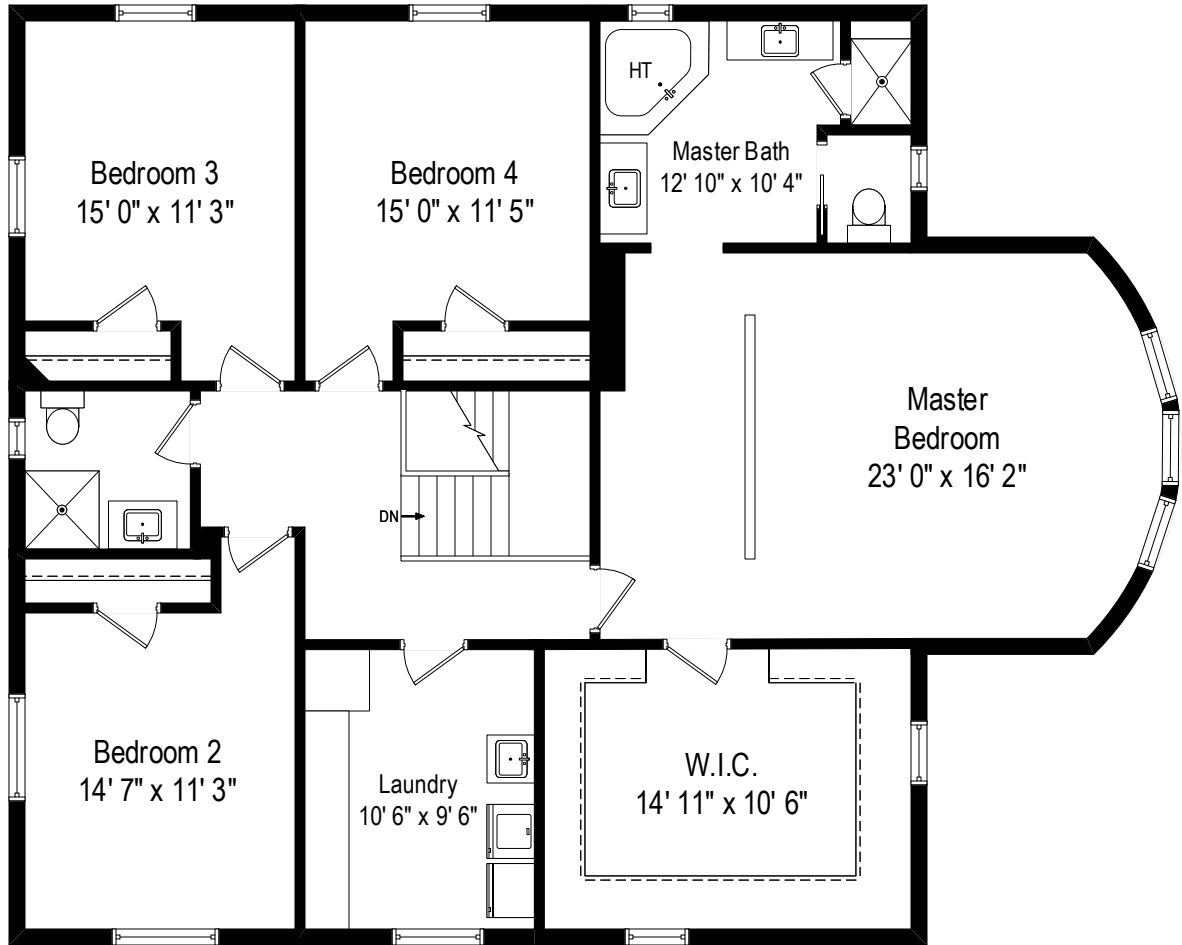 HT
Master Bath
12' 10" x 10' 4"
Bedroom 3
15' 0" x 11' 3"
Bedroom 4
15' 0" x 11' 5"
Master
Bedroom
23' 0" x 16' 2"
DN
Bedroom 2
14' 7" x 11' 3"
Laundry
10' 6" x 9' 6"
W.I.C.
14' 11" x 10' 6"